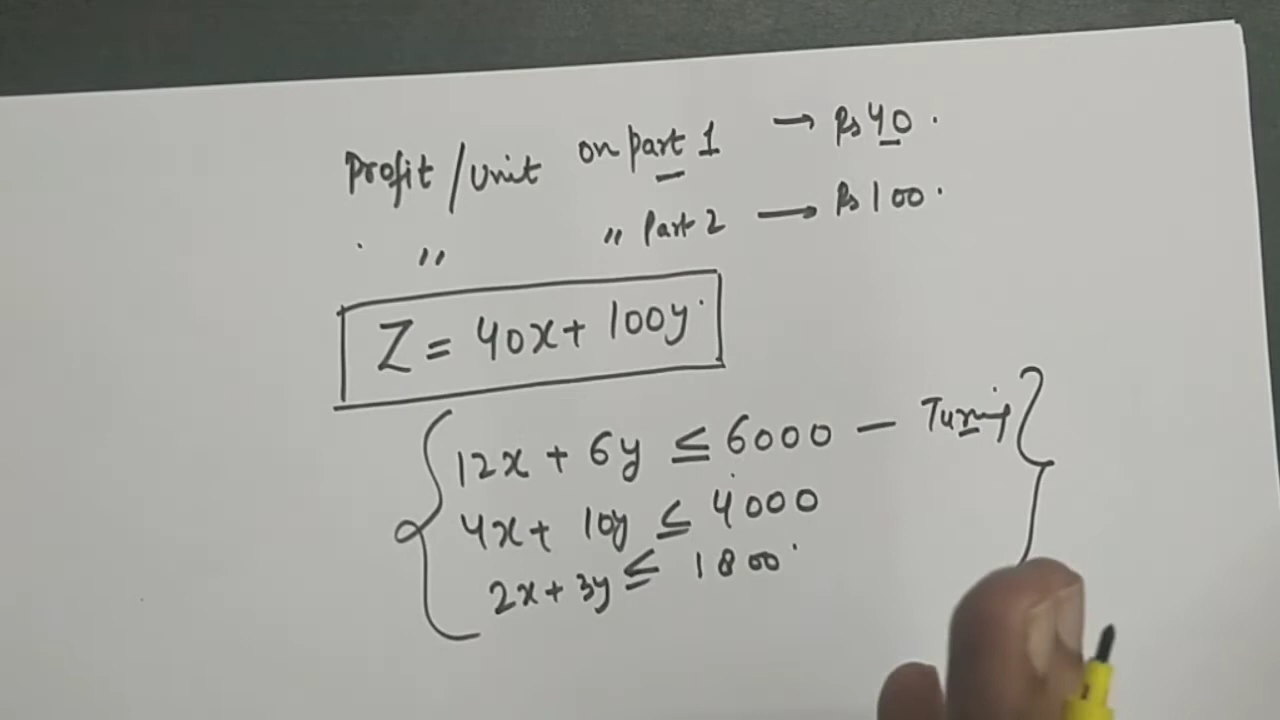 Profit/Unit on part 1 → Rs 40.
" " Part 2 → Rs 100.
Z = 40x + 100y
12x + 6y ≤ 6000 — Turning
4x + 10y ≤ 4000
2x + 3y ≤ 1800